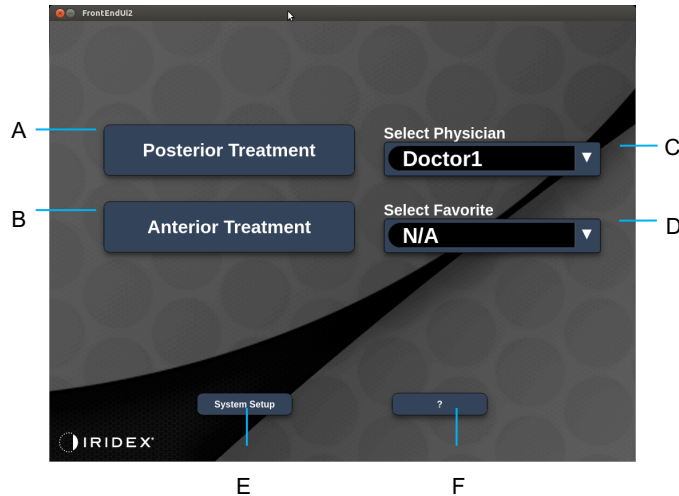 FrontEndUi2
A
Posterior Treatment
Select Physician
Doctor1
▼
C
B
Anterior Treatment
Select Favorite
N/A
▼
D
System Setup
?
IRIDEX
E
F